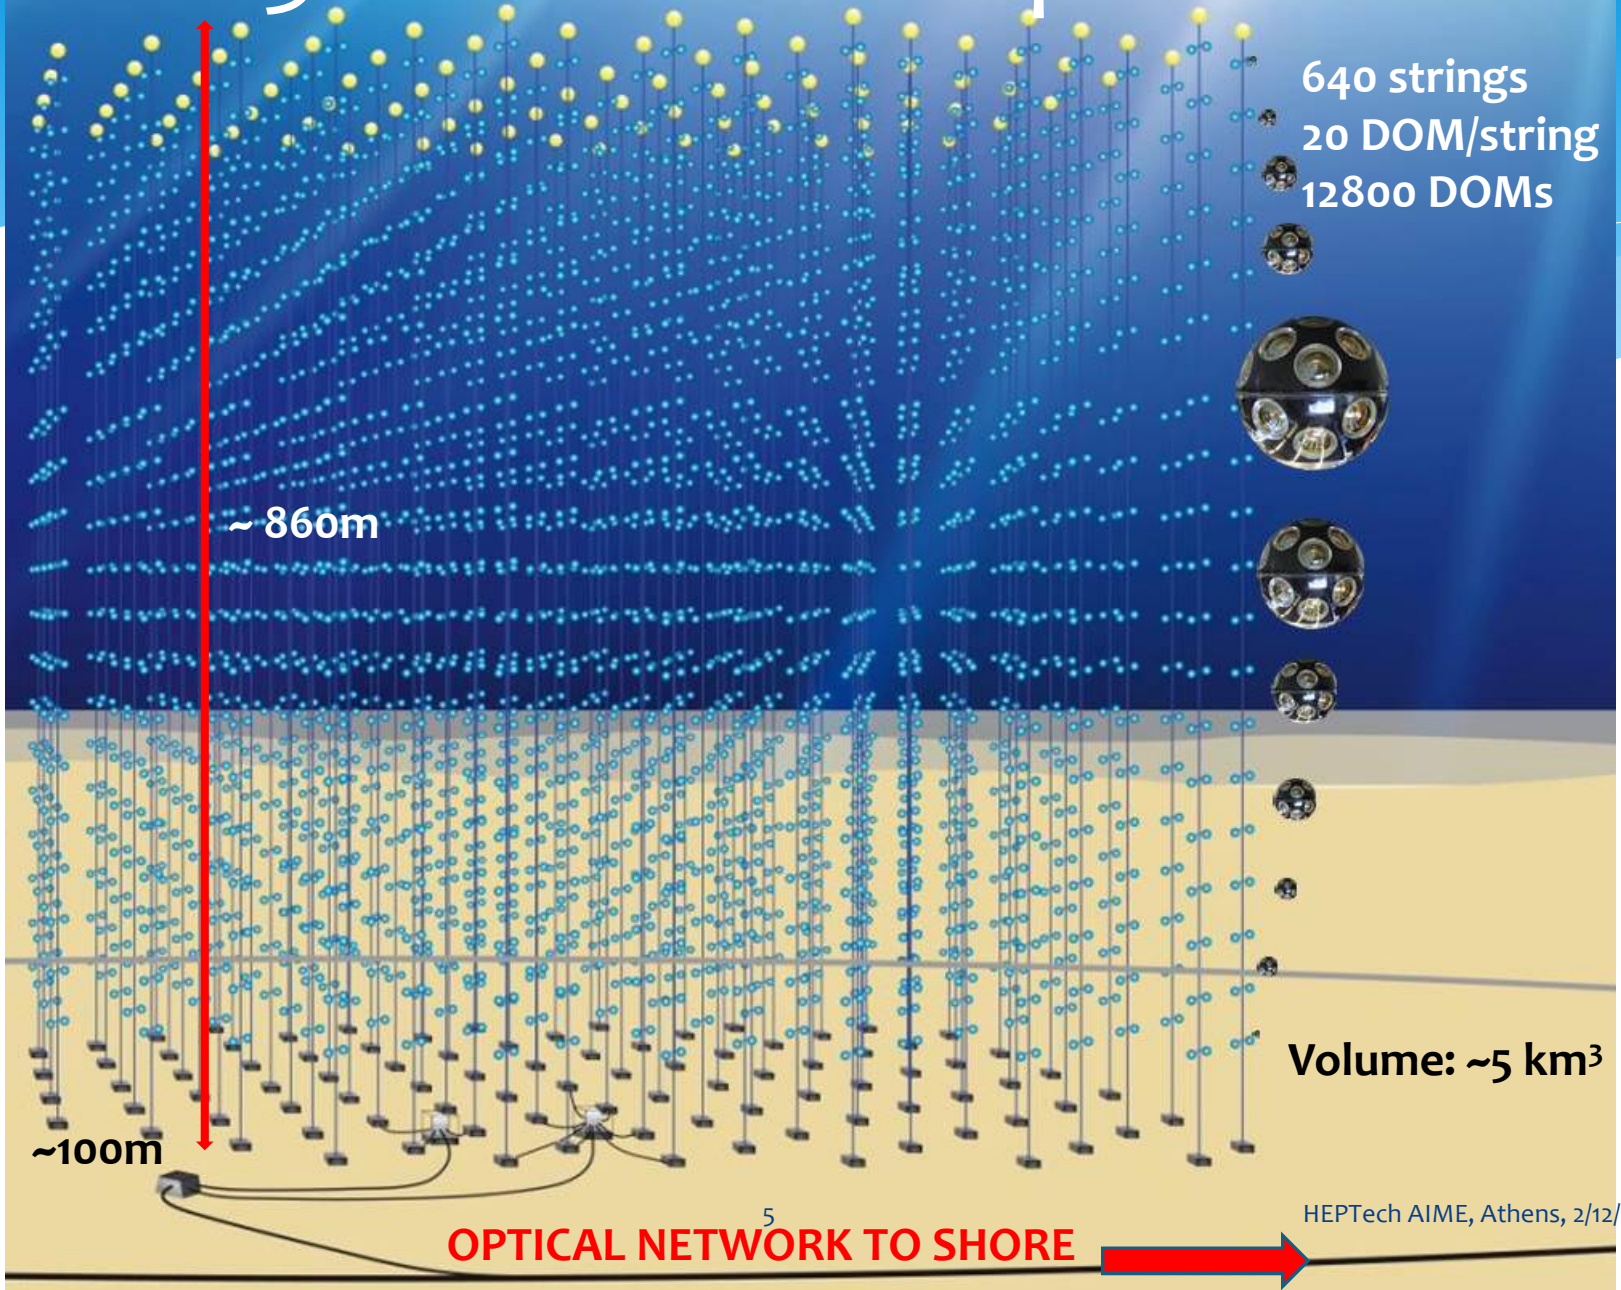 640 strings
20 DOM/string
12800 DOMs
~ 860m
Volume: ~5 km³
~100m
5
HEPTech AIME, Athens, 2/12/
OPTICAL NETWORK TO SHORE